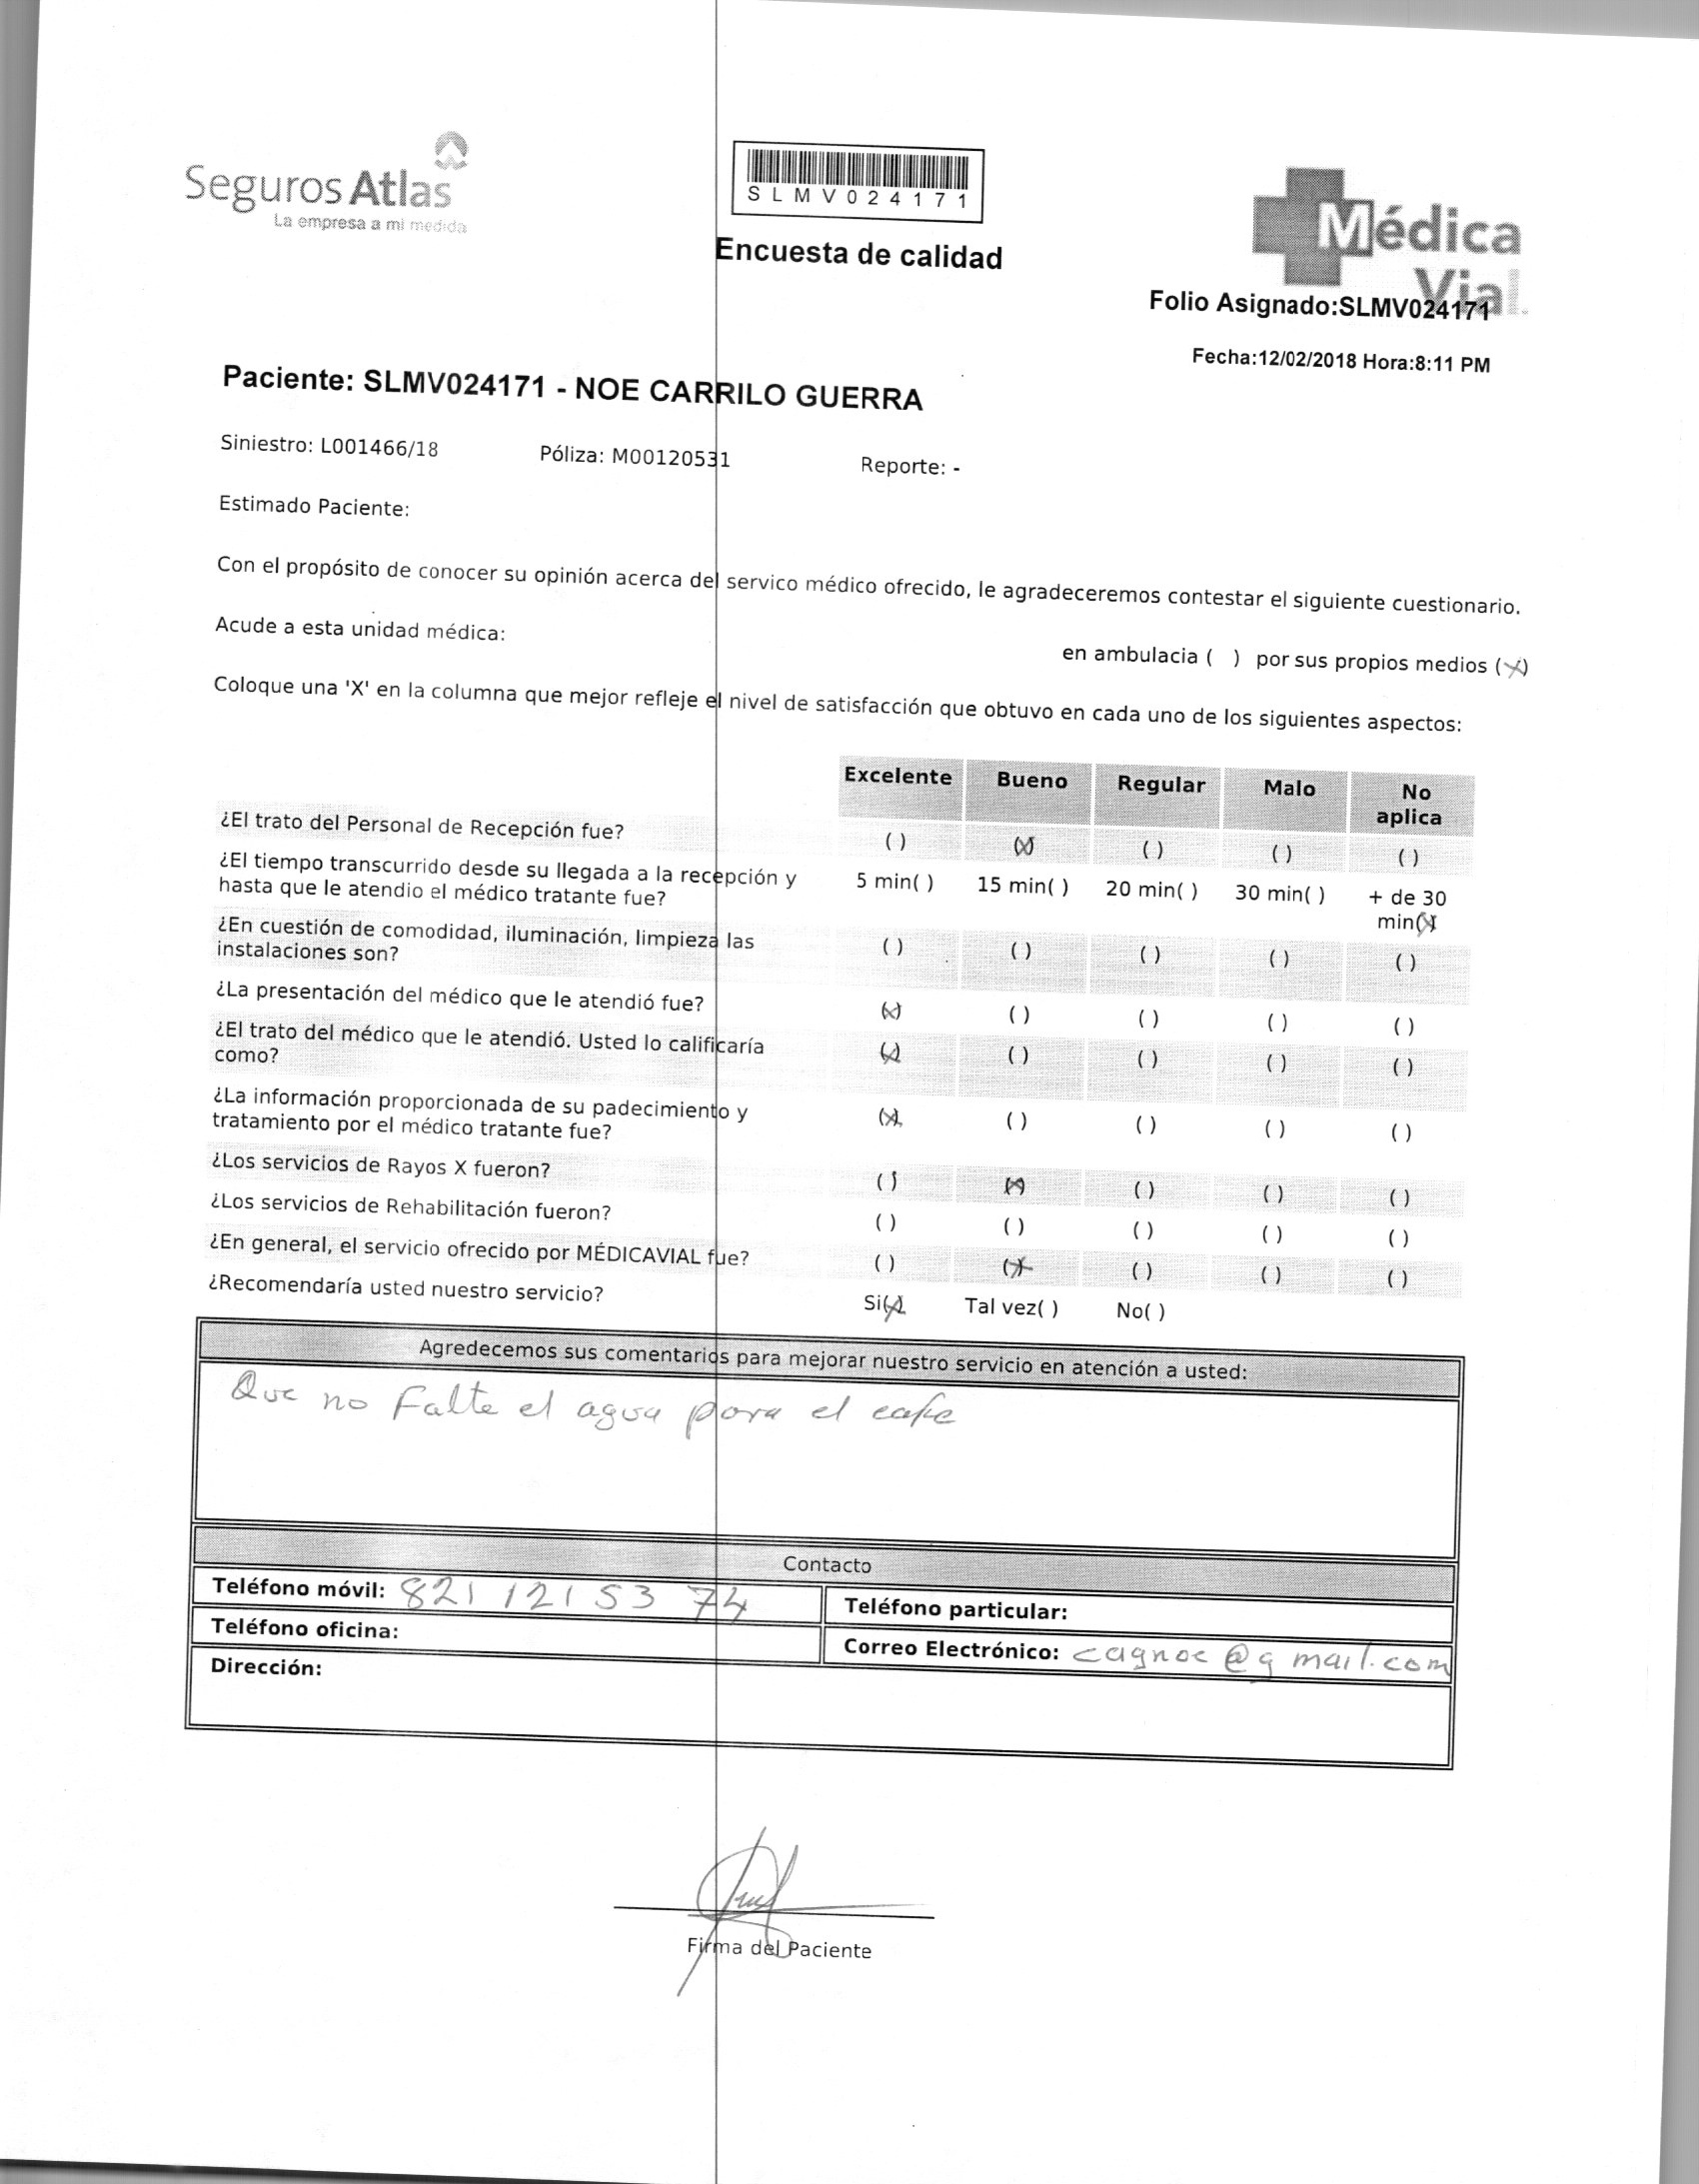 Seguros Atlas
La empresa a mi medida
SLMV024171
Encuesta de calidad
Médica
Vial
Folio Asignado:SLMV024171
Fecha:12/02/2018 Hora:8:11 PM
Paciente: SLMV024171 - NOE CARRILO GUERRA
Siniestro: L001466/18 Póliza: M00120531 Reporte: -
Estimado Paciente:
Con el propósito de conocer su opinión acerca del servico médico ofrecido, le agradeceremos contestar el siguiente cuestionario.
Acude a esta unidad médica: en ambulacia ( ) por sus propios medios (X)
Coloque una 'X' en la columna que mejor refleje el nivel de satisfacción que obtuvo en cada uno de los siguientes aspectos:
Excelente Bueno Regular Malo No
aplica
¿El trato del Personal de Recepción fue? ( ) (X) ( ) ( ) ( )
¿El tiempo transcurrido desde su llegada a la recepción y
hasta que le atendio el médico tratante fue? 5 min( ) 15 min( ) 20 min( ) 30 min( ) + de 30
min(X)
¿En cuestión de comodidad, iluminación, limpieza las
instalaciones son? ( ) ( ) ( ) ( ) ( )
¿La presentación del médico que le atendió fue? (X) ( ) ( ) ( ) ( )
¿El trato del médico que le atendió. Usted lo calificaría
como? (X) ( ) ( ) ( ) ( )
¿La información proporcionada de su padecimiento y
tratamiento por el médico tratante fue? (X) ( ) ( ) ( ) ( )
¿Los servicios de Rayos X fueron? ( ) (X) ( ) ( ) ( )
¿Los servicios de Rehabilitación fueron? ( ) ( ) ( ) ( ) ( )
¿En general, el servicio ofrecido por MÉDICAVIAL fue? ( ) (X) ( ) ( ) ( )
¿Recomendaría usted nuestro servicio? Si(X) Tal vez( ) No( )
Agredecemos sus comentarios para mejorar nuestro servicio en atención a usted:
Que no Falte el agua para el cafe
Contacto
Teléfono móvil: 821 121 53 74 Teléfono particular:
Teléfono oficina: Correo Electrónico: cagnoe@gmail.com
Dirección:
Firma del Paciente